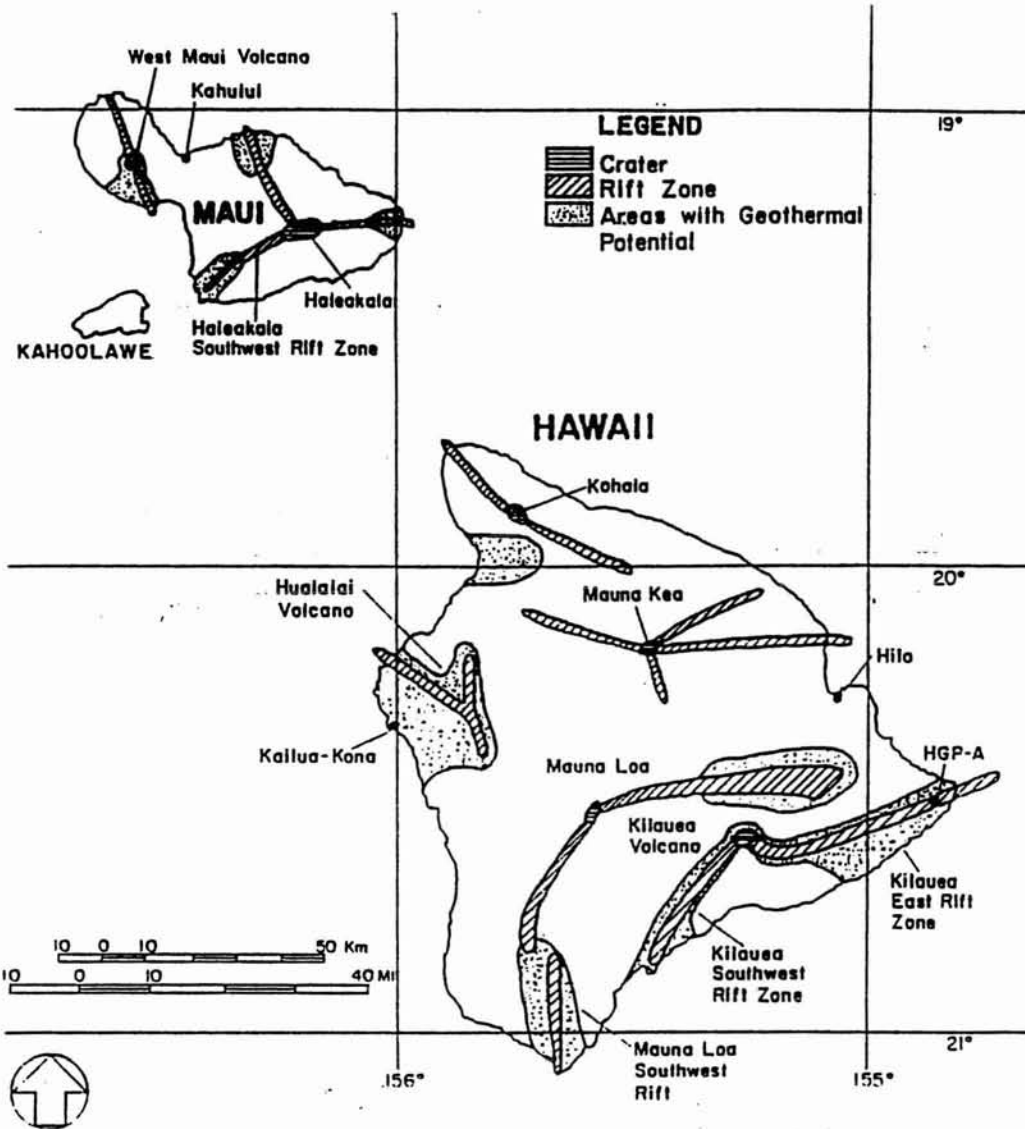 West Maui Volcano
Kahului
LEGEND
Crater
Rift Zone
Areas with Geothermal
Potential
19°
MAUI
Haleakala
Haleakala
Southwest Rift Zone
KAHOOLAWE
HAWAII
Kohala
20°
Hualalai
Volcano
Mauna Kea
Hilo
Kailua-Kona
Mauna Loa
HGP-A
Kilauea
Volcano
Kilauea
East Rift
Zone
10 0 10 50 Km
10 0 10 40 MI
Kilauea
Southwest
Rift Zone
Mauna Loa
Southwest
Rift
21°
156°
155°